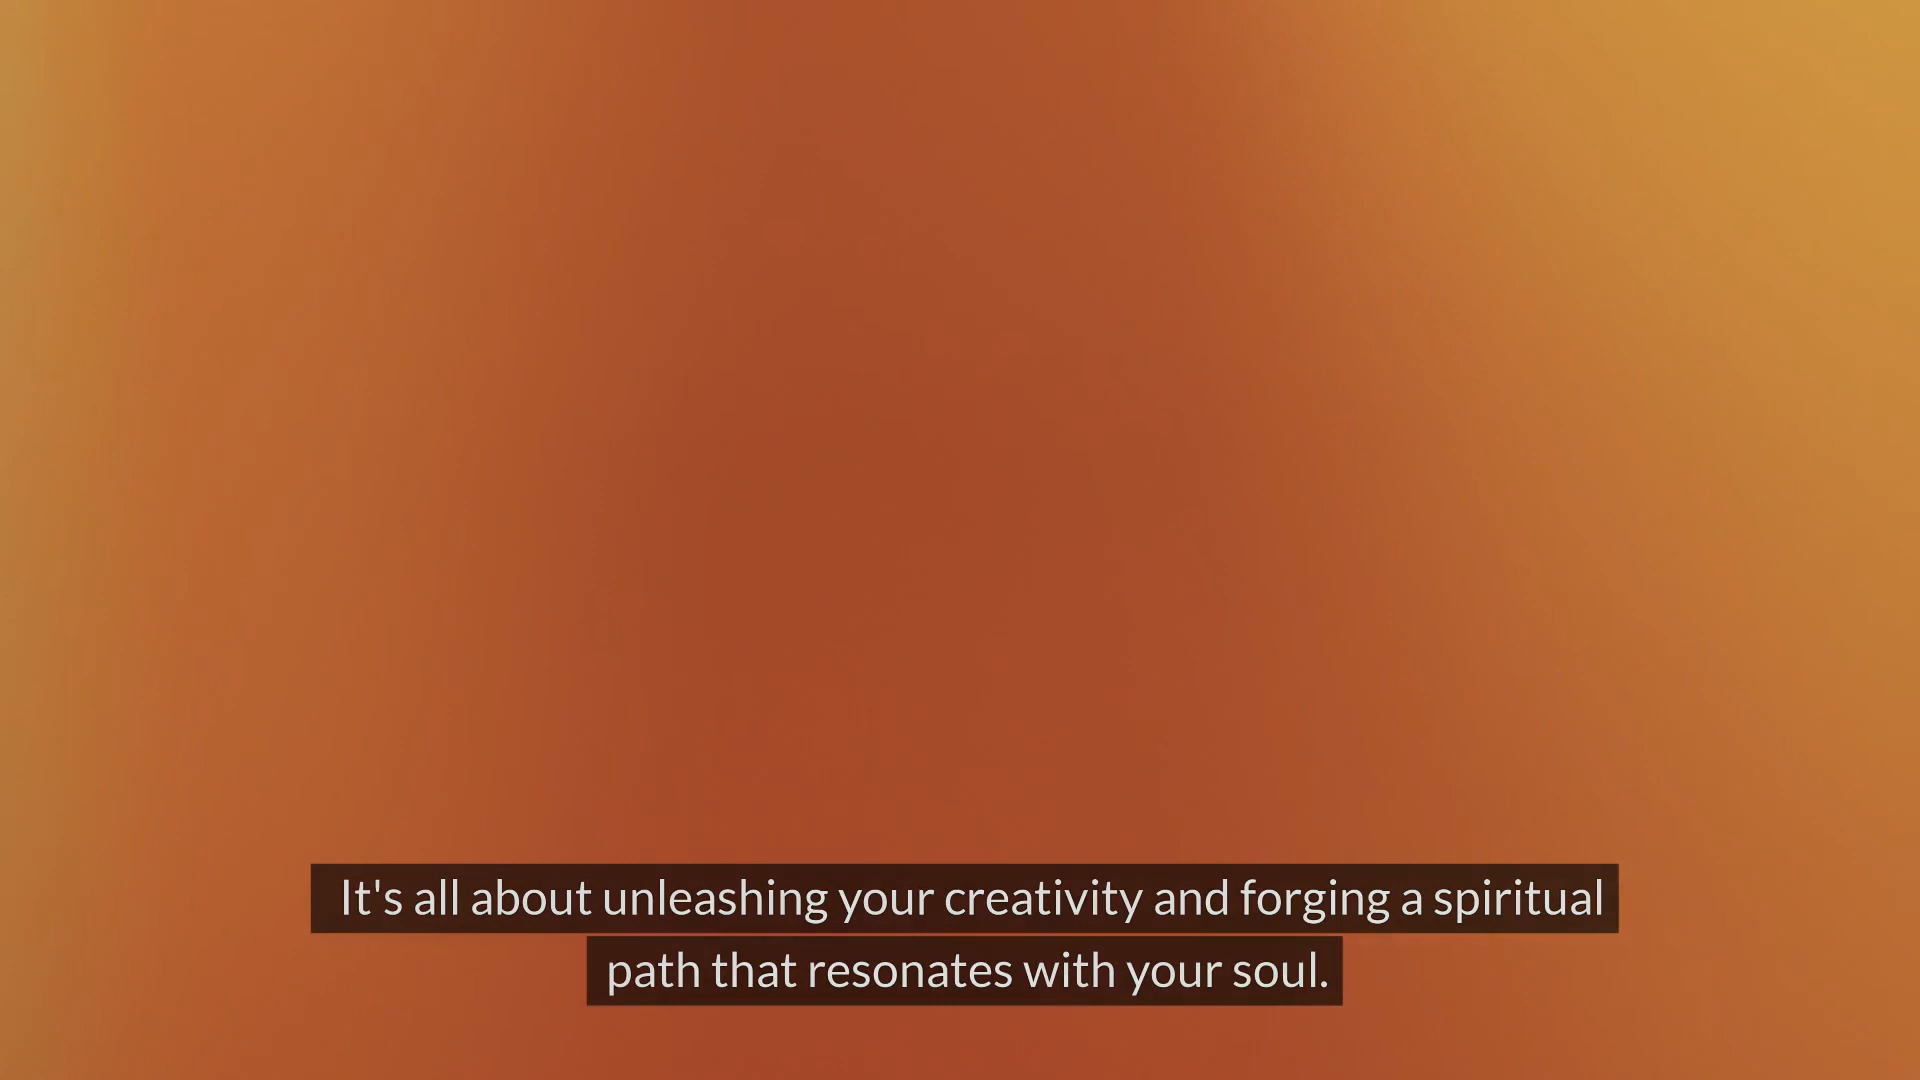 It's all about unleashing your creativity and forging a spiritual
path that resonates with your soul.